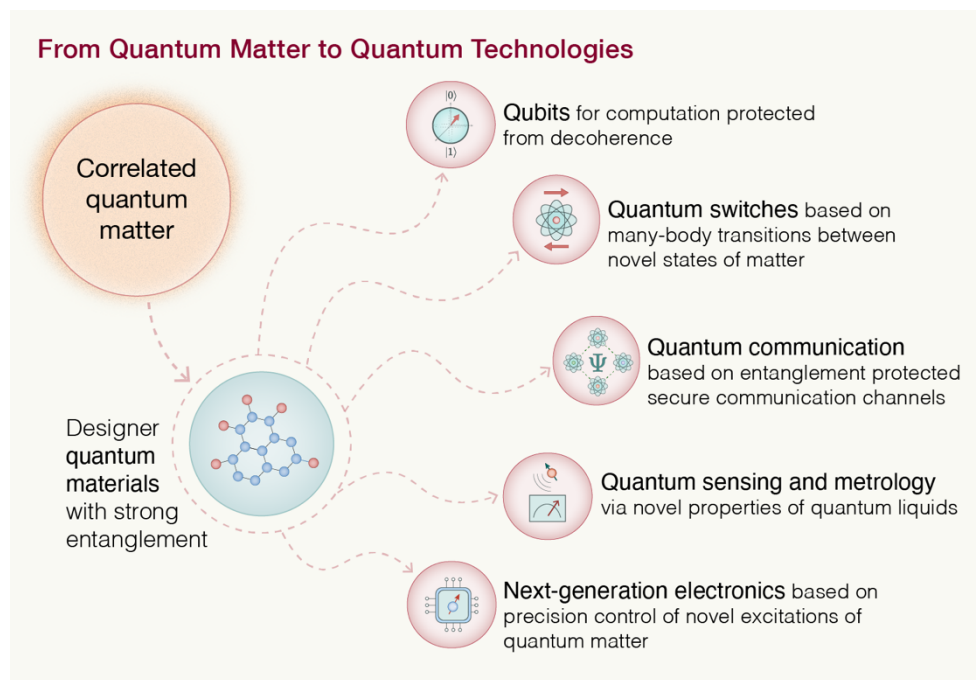 From Quantum Matter to Quantum Technologies
Correlated
quantum
matter
Designer
quantum
materials
with strong
entanglement
|0⟩
|1⟩
Qubits for computation protected
from decoherence
Quantum switches based on
many-body transitions between
novel states of matter
Ψ
Quantum communication
based on entanglement protected
secure communication channels
Quantum sensing and metrology
via novel properties of quantum liquids
Next-generation electronics based on
precision control of novel excitations of
quantum matter